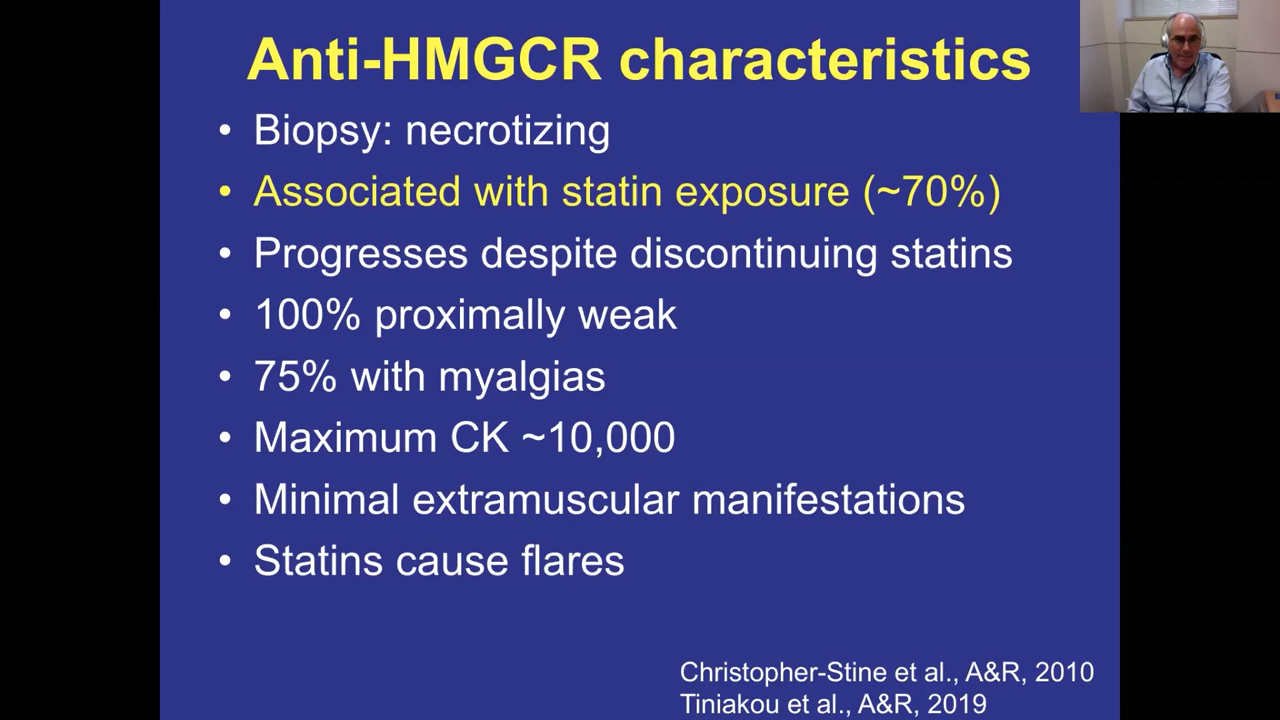 Anti-HMGCR characteristics
• Biopsy: necrotizing
• Associated with statin exposure (~70%)
• Progresses despite discontinuing statins
• 100% proximally weak
• 75% with myalgias
• Maximum CK ~10,000
• Minimal extramuscular manifestations
• Statins cause flares
Christopher-Stine et al., A&R, 2010
Tiniakou et al., A&R, 2019